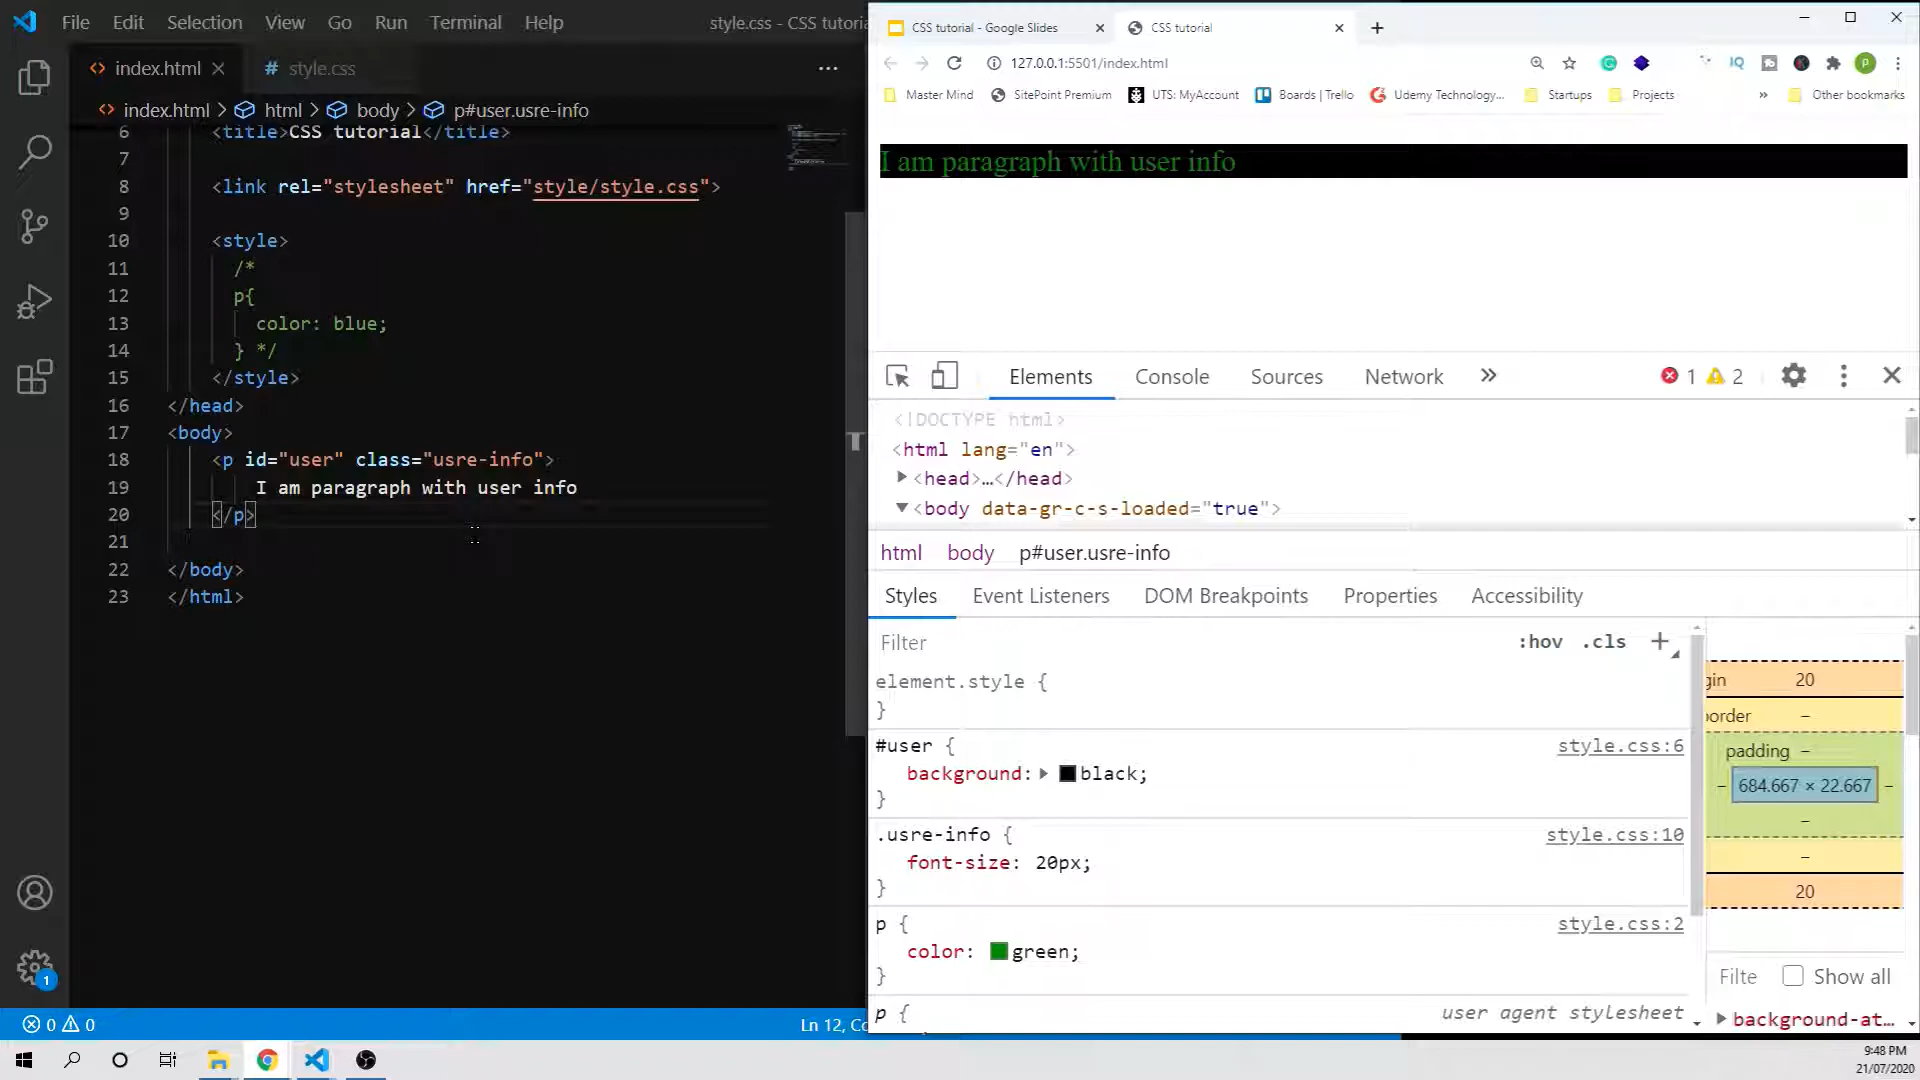 File Edit Selection View Go Run Terminal Help
style.css - CSS tutoria
index.html
# style.css
index.html > html > body > p#user.usre-info
6 <title>CSS tutorial</title>
7
8 <link rel="stylesheet" href="style/style.css">
9
10 <style>
11 /*
12 p{
13 color: blue;
14 } */
15 </style>
16 </head>
17 <body>
18 <p id="user" class="usre-info">
19 I am paragraph with user info
20 </p>
21
22 </body>
23 </html>
1
0 0
Ln 12, Co
CSS tutorial - Google Slides
CSS tutorial
127.0.0.1:5501/index.html
IQ
P
Master Mind
SitePoint Premium
UTS: MyAccount
Boards | Trello
Udemy Technology...
Startups
Projects
»
Other bookmarks
I am paragraph with user info
Elements Console Sources Network »
1 2
<!DOCTYPE html>
<html lang="en">
<head>…</head>
<body data-gr-c-s-loaded="true">
html body p#user.usre-info
Styles Event Listeners DOM Breakpoints Properties Accessibility
Filter
:hov .cls +
element.style {
}
#user {
style.css:6
background: black;
}
.usre-info {
style.css:10
font-size: 20px;
}
p {
style.css:2
color: green;
}
p {
user agent stylesheet
gin 20
border –
padding –
– 684.667 × 22.667 –
–
–
20
Filte
Show all
background-at…
9:48 PM
21/07/2020